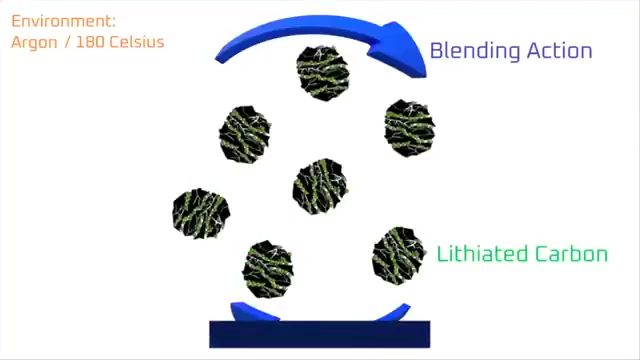 Environment:
Argon / 180 Celsius
Blending Action
Lithiated Carbon